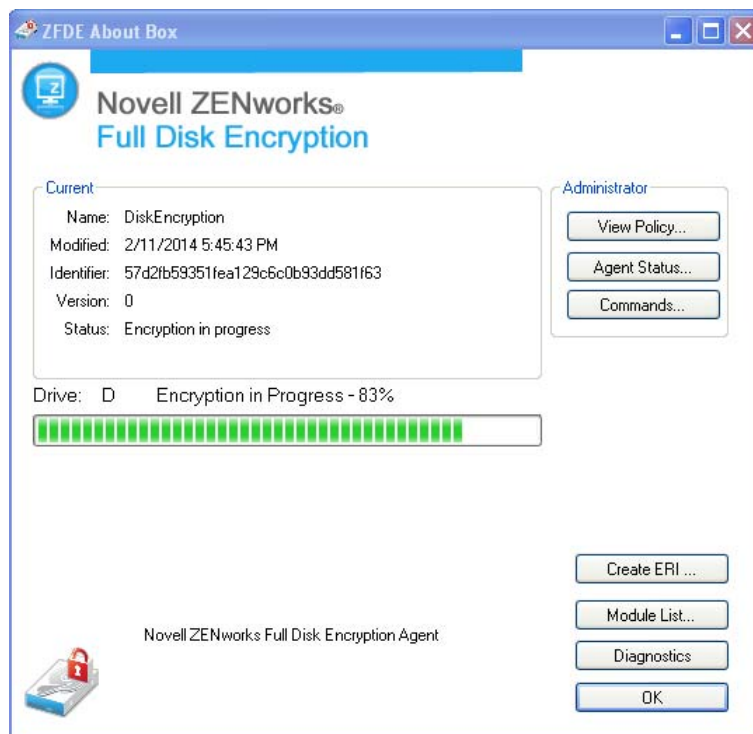 ZFDE About Box
Novell ZENworks®
Full Disk Encryption
Current
Name: DiskEncryption
Modified: 2/11/2014 5:45:43 PM
Identifier: 57d2fb59351fea129c6c0b93dd581f63
Version: 0
Status: Encryption in progress
Administrator
View Policy...
Agent Status...
Commands...
Drive: D Encryption in Progress - 83%
Create ERI ...
Module List...
Novell ZENworks Full Disk Encryption Agent
Diagnostics
OK